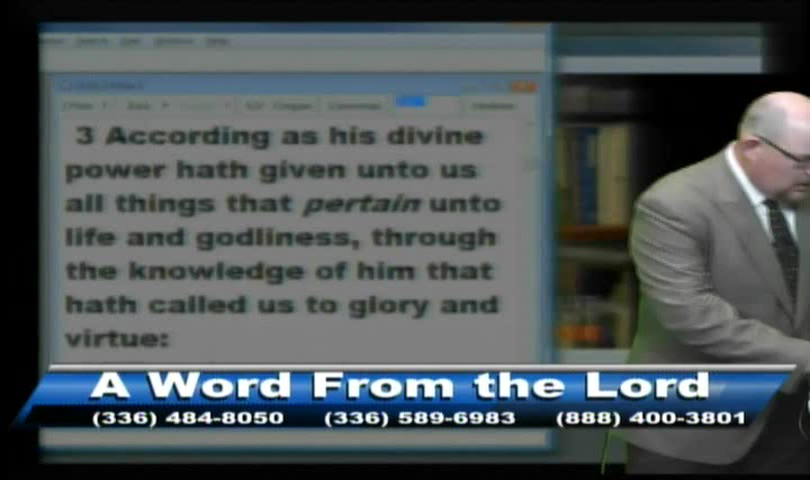 3 According as his divine
power hath given unto us
all things that pertain unto
life and godliness, through
the knowledge of him that
hath called us to glory and
virtue:
A Word From the Lord
(336) 484-8050 (336) 589-6983 (888) 400-3801